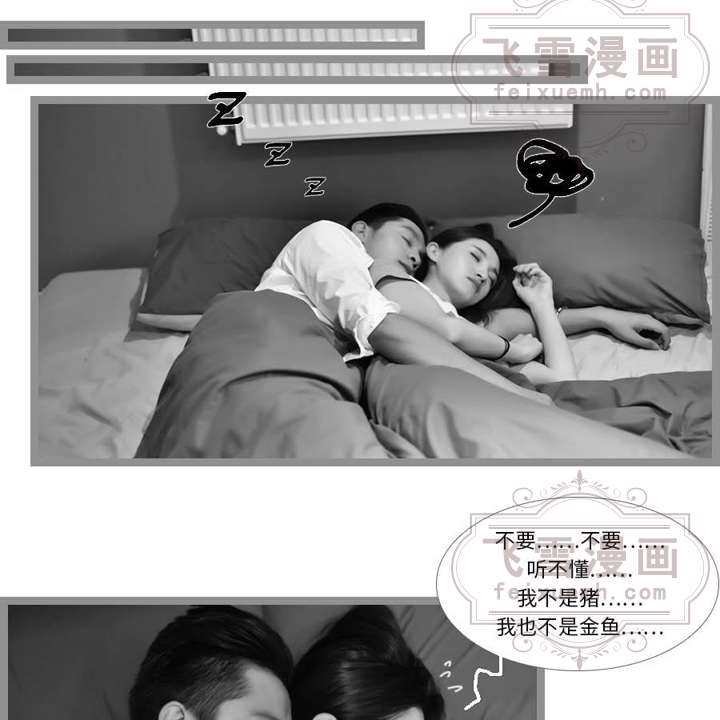 飞雪漫画
feixuemh.com
Z
Z
Z
不要……不要……
听不懂……
我不是猪……
我也不是金鱼……
飞雪漫画
feixuemh.com